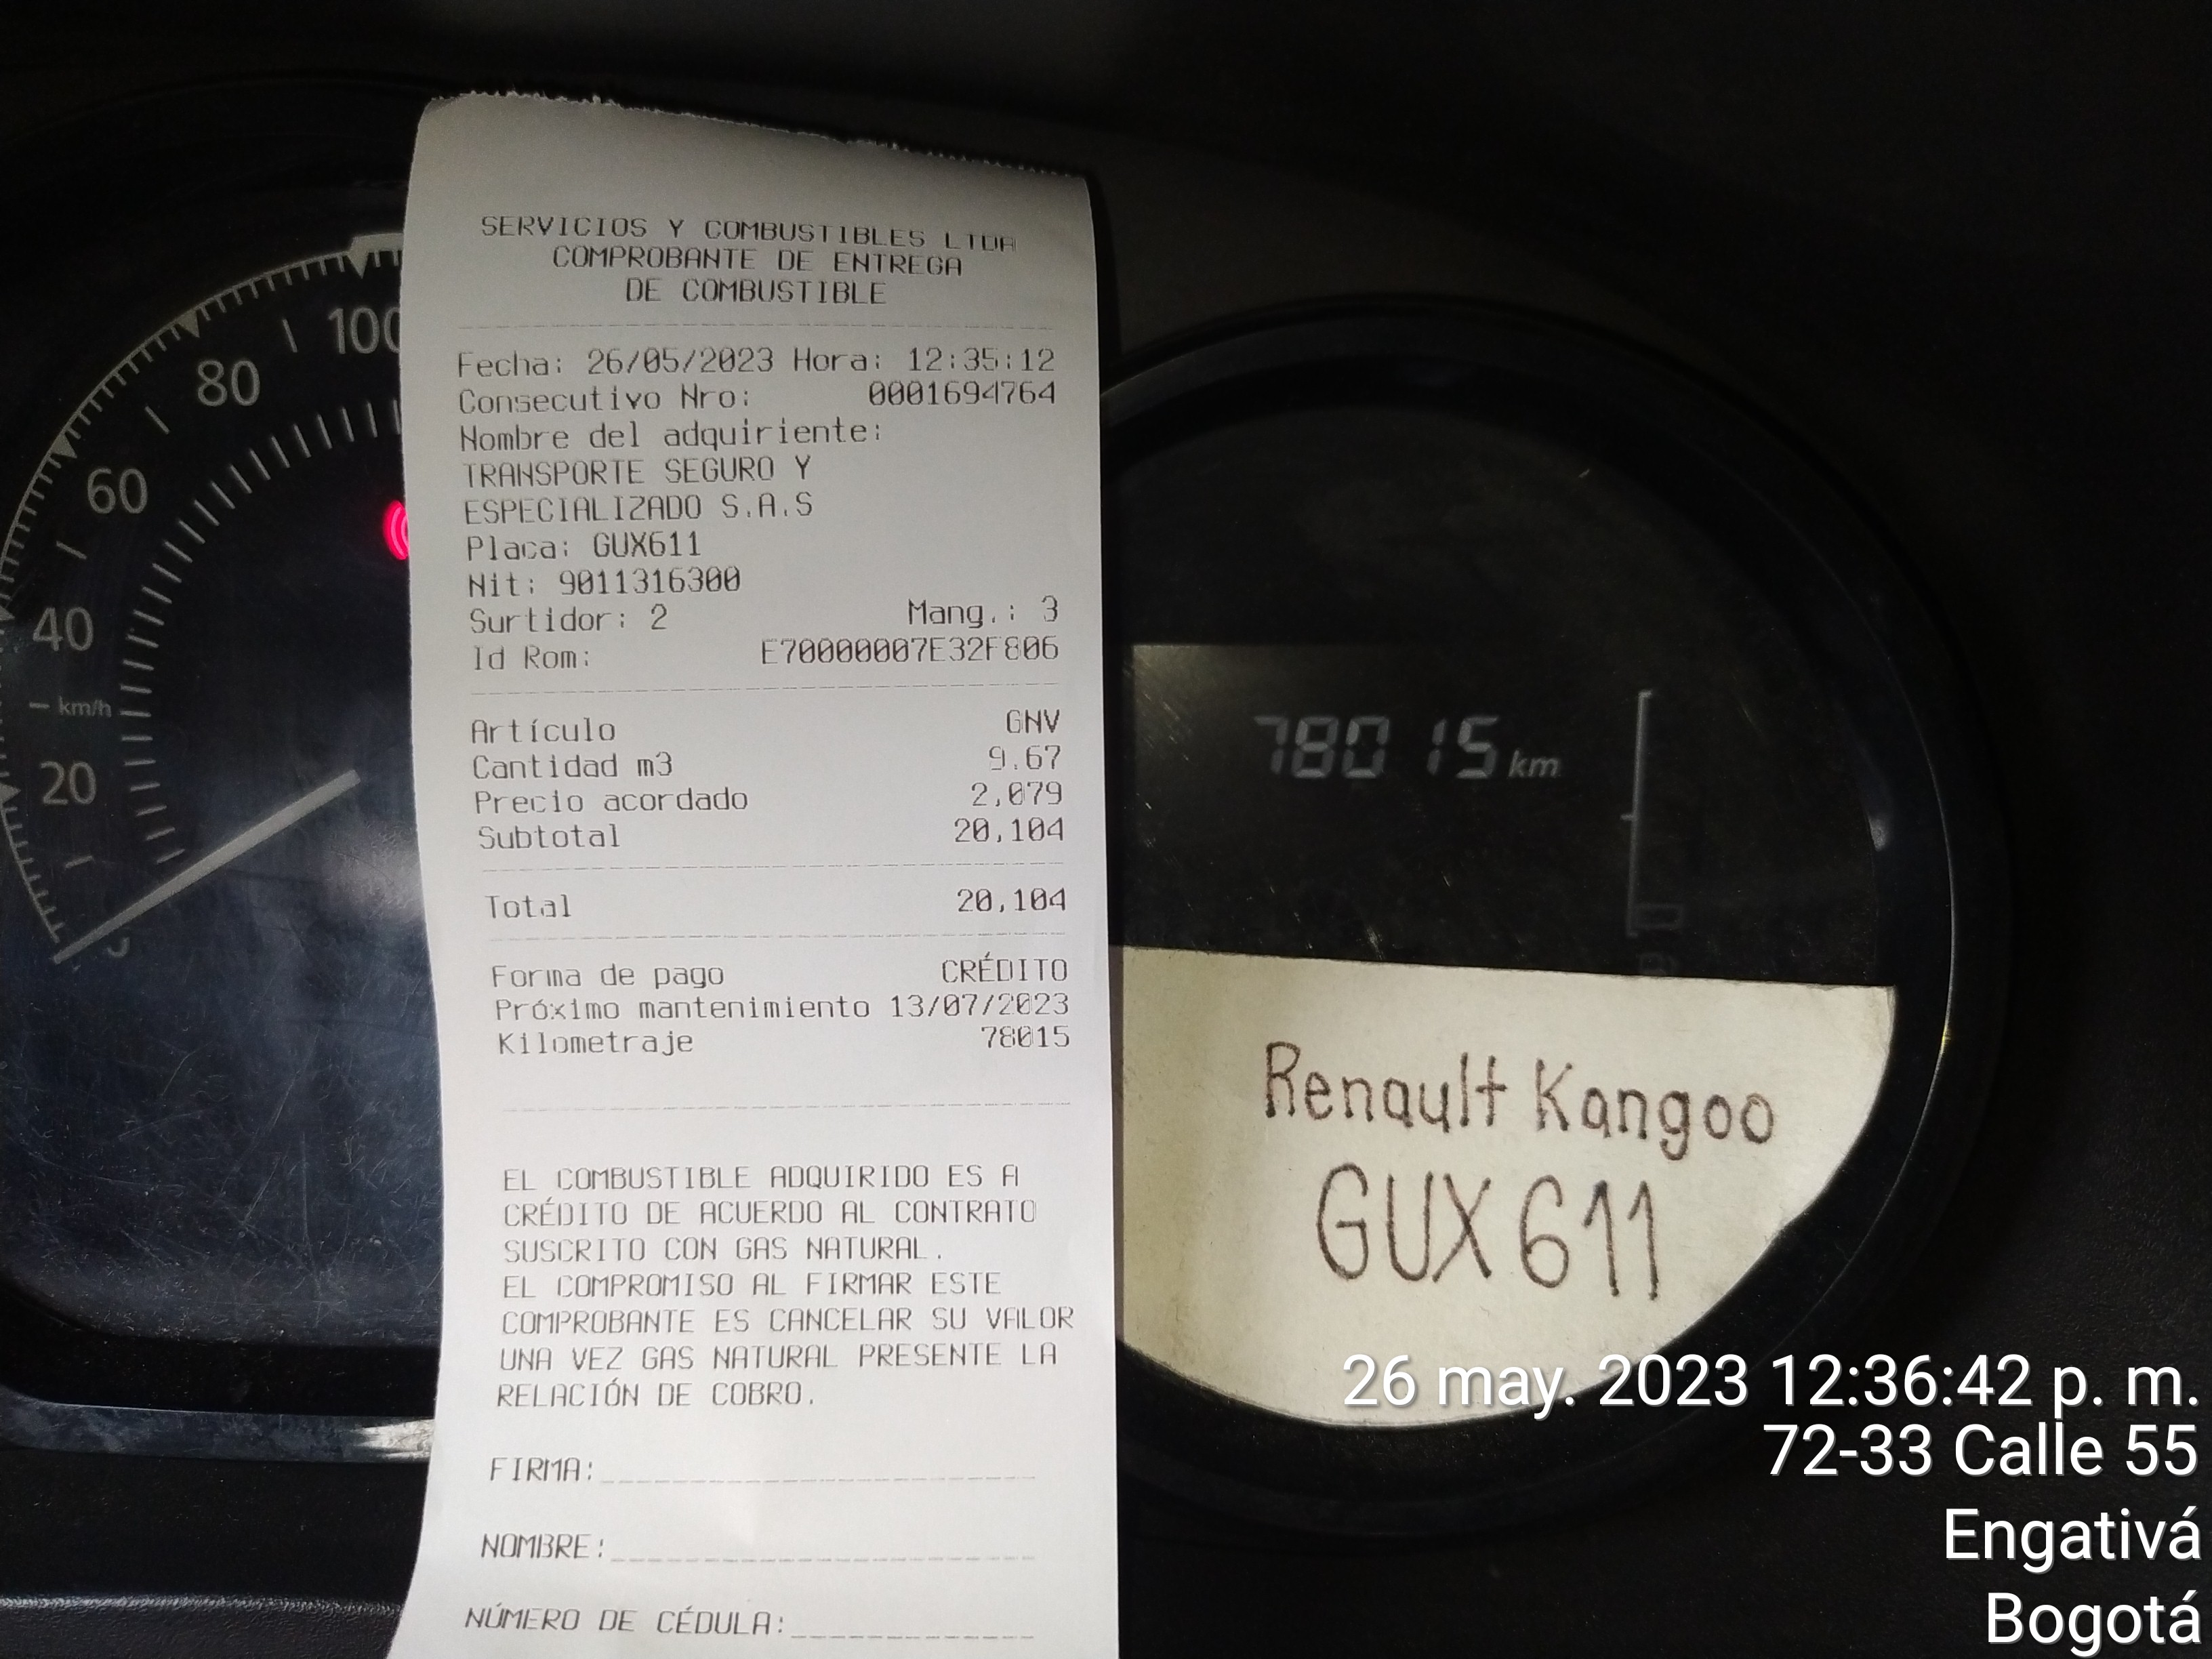 SERVICIOS Y COMBUSTIBLES LTDA
COMPROBANTE DE ENTREGA
DE COMBUSTIBLE
Fecha: 26/05/2023 Hora: 12:35:12
Consecutivo Nro: 0001694764
Nombre del adquiriente:
TRANSPORTE SEGURO Y
ESPECIALIZADO S.A.S
Placa: GUX611
Nit: 9011316300
Surtidor: 2 Mang.: 3
Id Rom: E70000007E32F806
Artículo GNV
Cantidad m3 9.67
Precio acordado 2,079
Subtotal 20,104
Total 20,104
Forma de pago CRÉDITO
Próximo mantenimiento 13/07/2023
Kilometraje 78015
EL COMBUSTIBLE ADQUIRIDO ES A
CRÉDITO DE ACUERDO AL CONTRATO
SUSCRITO CON GAS NATURAL.
EL COMPROMISO AL FIRMAR ESTE
COMPROBANTE ES CANCELAR SU VALOR
UNA VEZ GAS NATURAL PRESENTE LA
RELACIÓN DE COBRO.
FIRMA:
NOMBRE:
NÚMERO DE CÉDULA:
100
80
60
40
km/h
20
78015 km
Renault Kangoo
GUX611
26 may. 2023 12:36:42 p. m.
72-33 Calle 55
Engativá
Bogotá